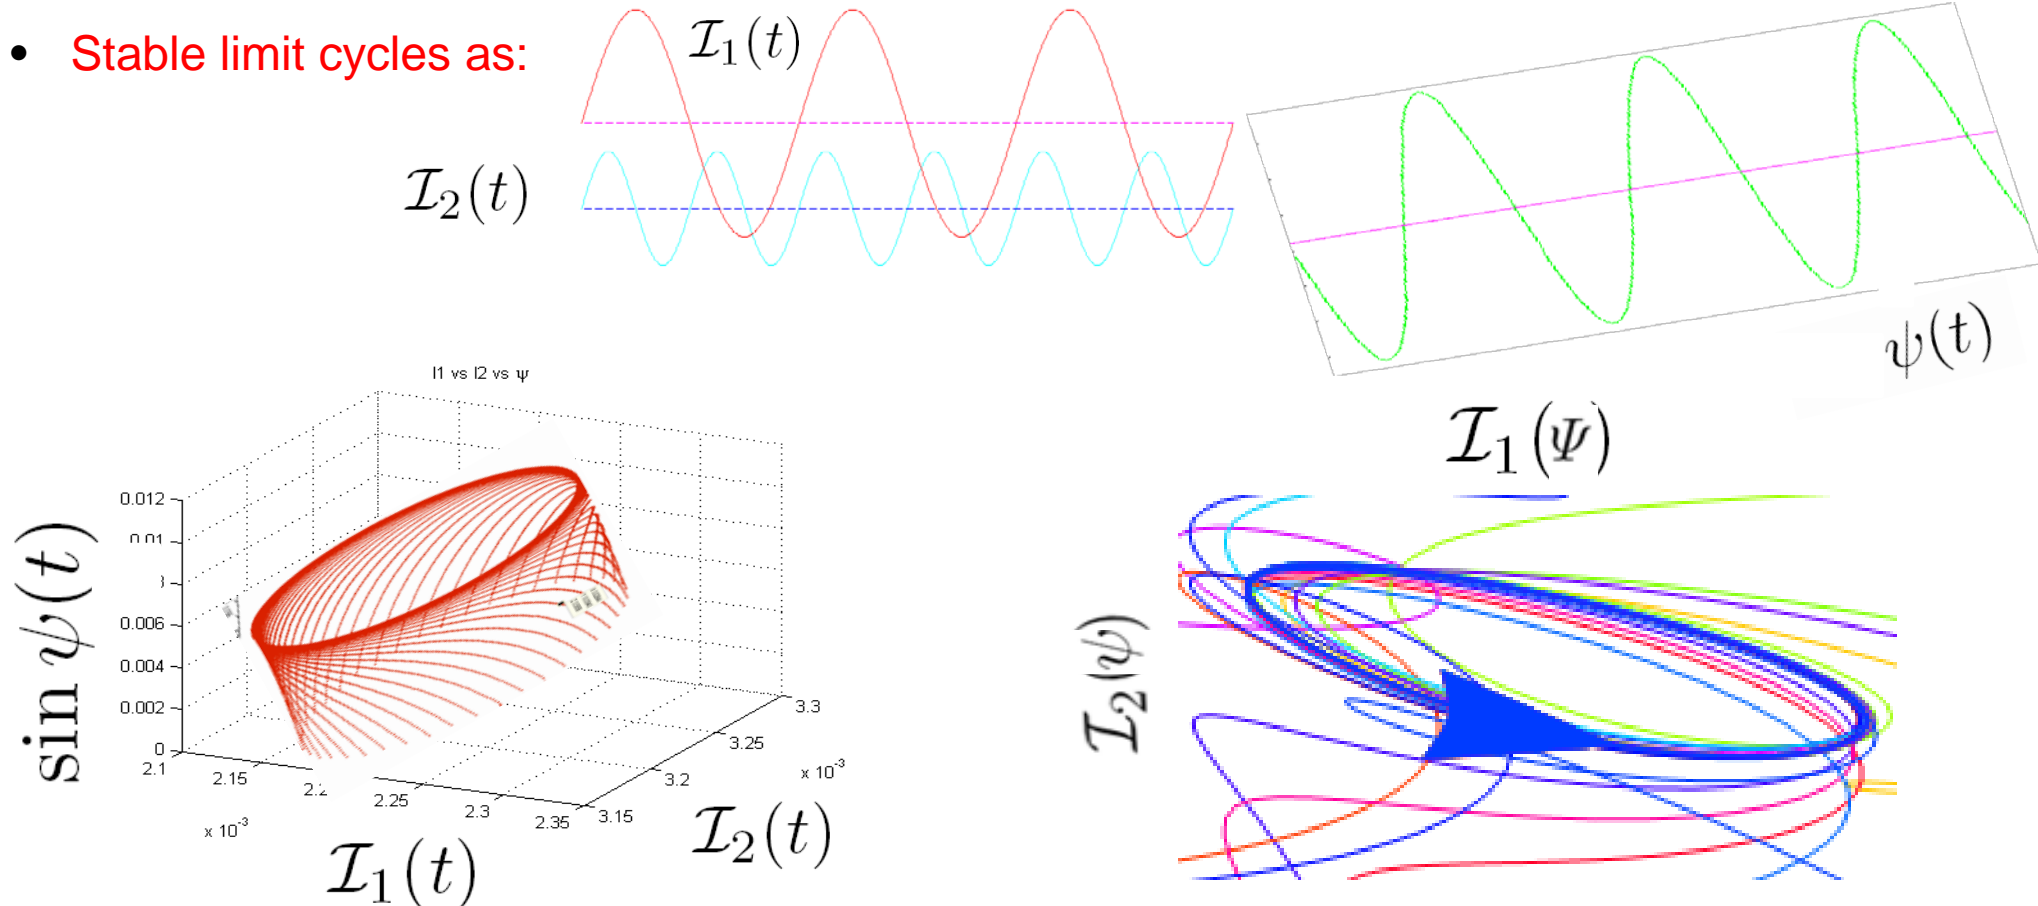 • Stable limit cycles as:
ℐ₁(t)
ℐ₂(t)
ψ(t)
I1 vs I2 vs ψ
sin ψ(t)
0.012
0.01
0.006
0.004
0.002
0
2.1
2.15
2.25
2.3
2.35
x 10⁻³
ℐ₁(t)
3.15
3.2
3.25
3.3
x 10⁻³
ℐ₂(t)
ℐ₁(Ψ)
ℐ₂(ψ)